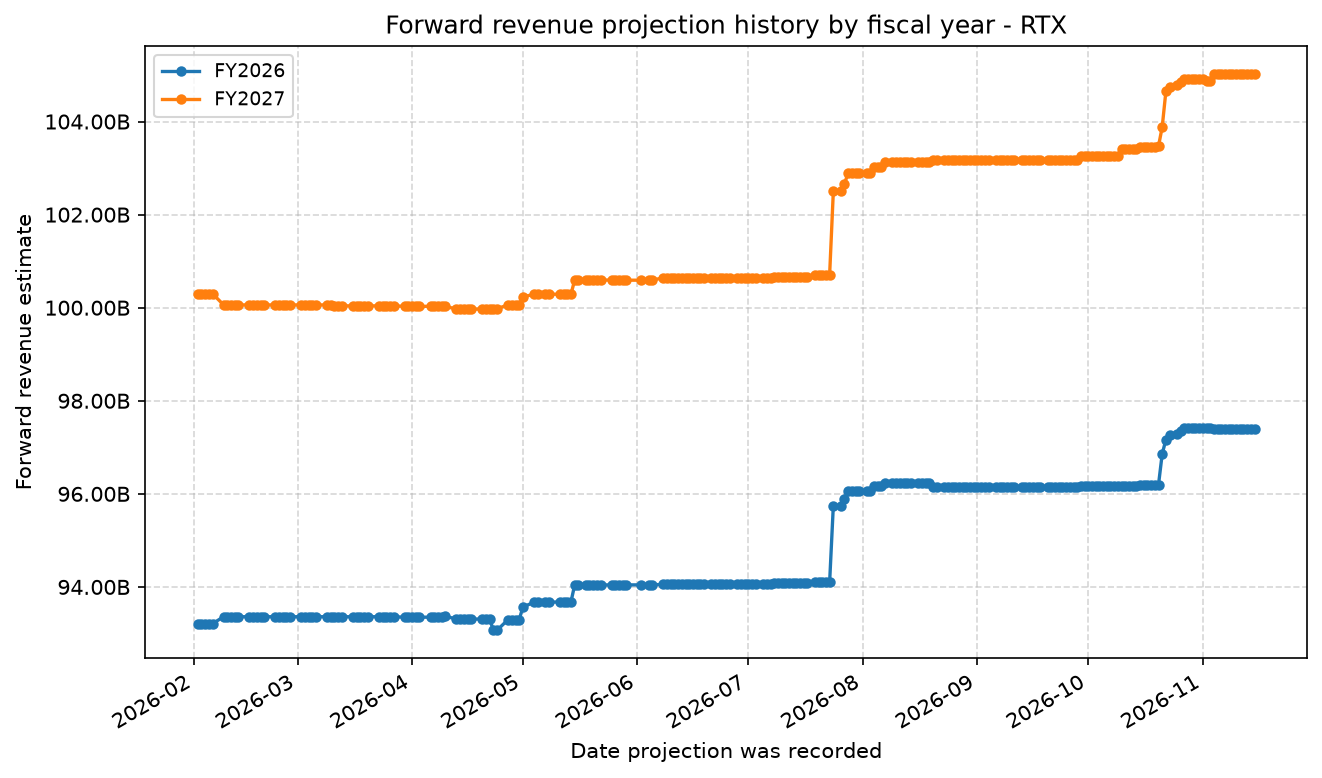 Forward revenue projection history by fiscal year - RTX
FY2026
FY2027
104.00B
102.00B
100.00B
98.00B
96.00B
94.00B
Forward revenue estimate
2026-02
2026-03
2026-04
2026-05
2026-06
2026-07
2026-08
2026-09
2026-10
2026-11
Date projection was recorded